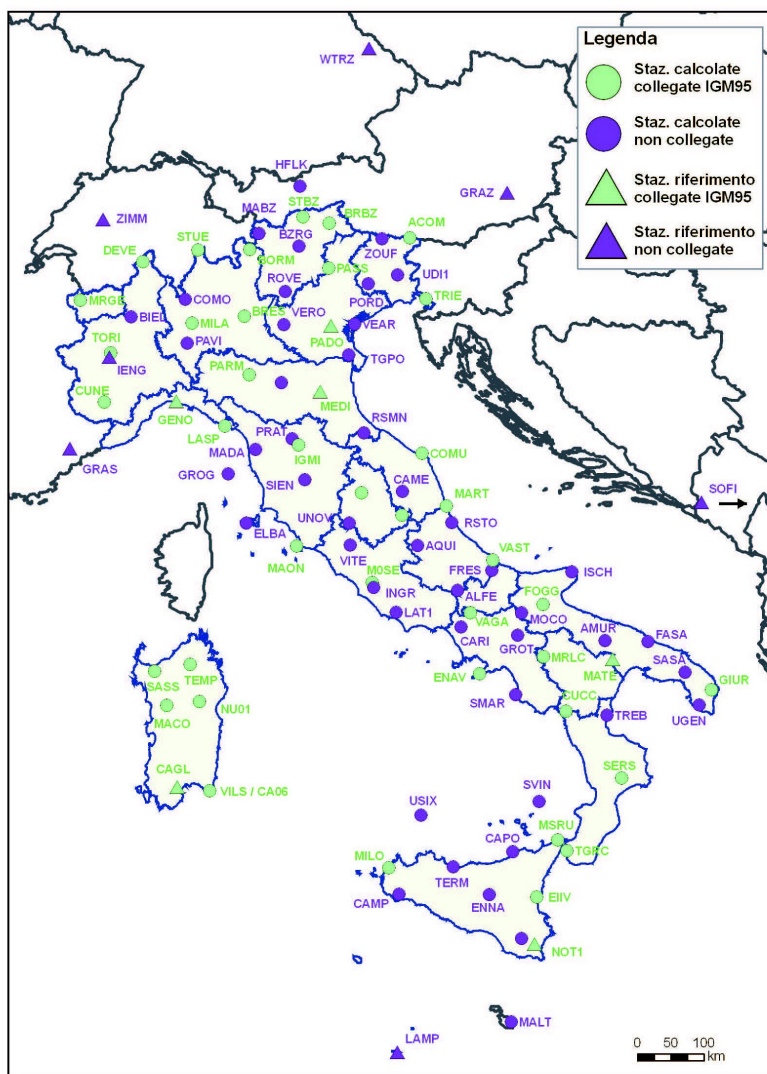 Legenda
Staz. calcolate
collegate IGM95
Staz. calcolate
non collegate
Staz. riferimento
collegate IGM95
Staz. riferimento
non collegate
WTRZ
HFLK
GRAZ
STBZ
ZIMM
MABZ
BRBZ
ACOM
STUE
BZRG
ZOUF
DEVE
BORM
PASS
UDI1
ROVE
PORD
MRGE
COMO
TRIE
BIEL
MILA
BRES
VERO
VEAR
TORI
PADO
PAVI
TGPO
IENG
PARM
CUNE
MEDI
GENO
RSMN
LASP
PRAT
GRAS
MADA
IGMI
COMU
GROG
SIEN
CAME
SOFI
MART
UNOV
RSTO
ELBA
VITE
AQUI
VAST
MAON
M0SE
FRES
ISCH
INGR
ALFE
FOGG
LAT1
VAGA
MOCO
CARI
GROT
AMUR
FASA
MRLC
SASA
MATE
ENAV
SASS
TEMP
SMAR
CUCC
GIUR
MACO
NU01
TREB
UGEN
CAGL
SERS
VILS / CA06
USIX
SVIN
MSRU
CAPO
MILO
TGRC
TERM
CAMP
ENNA
EIIV
NOT1
MALT
LAMP
0 50 100
km